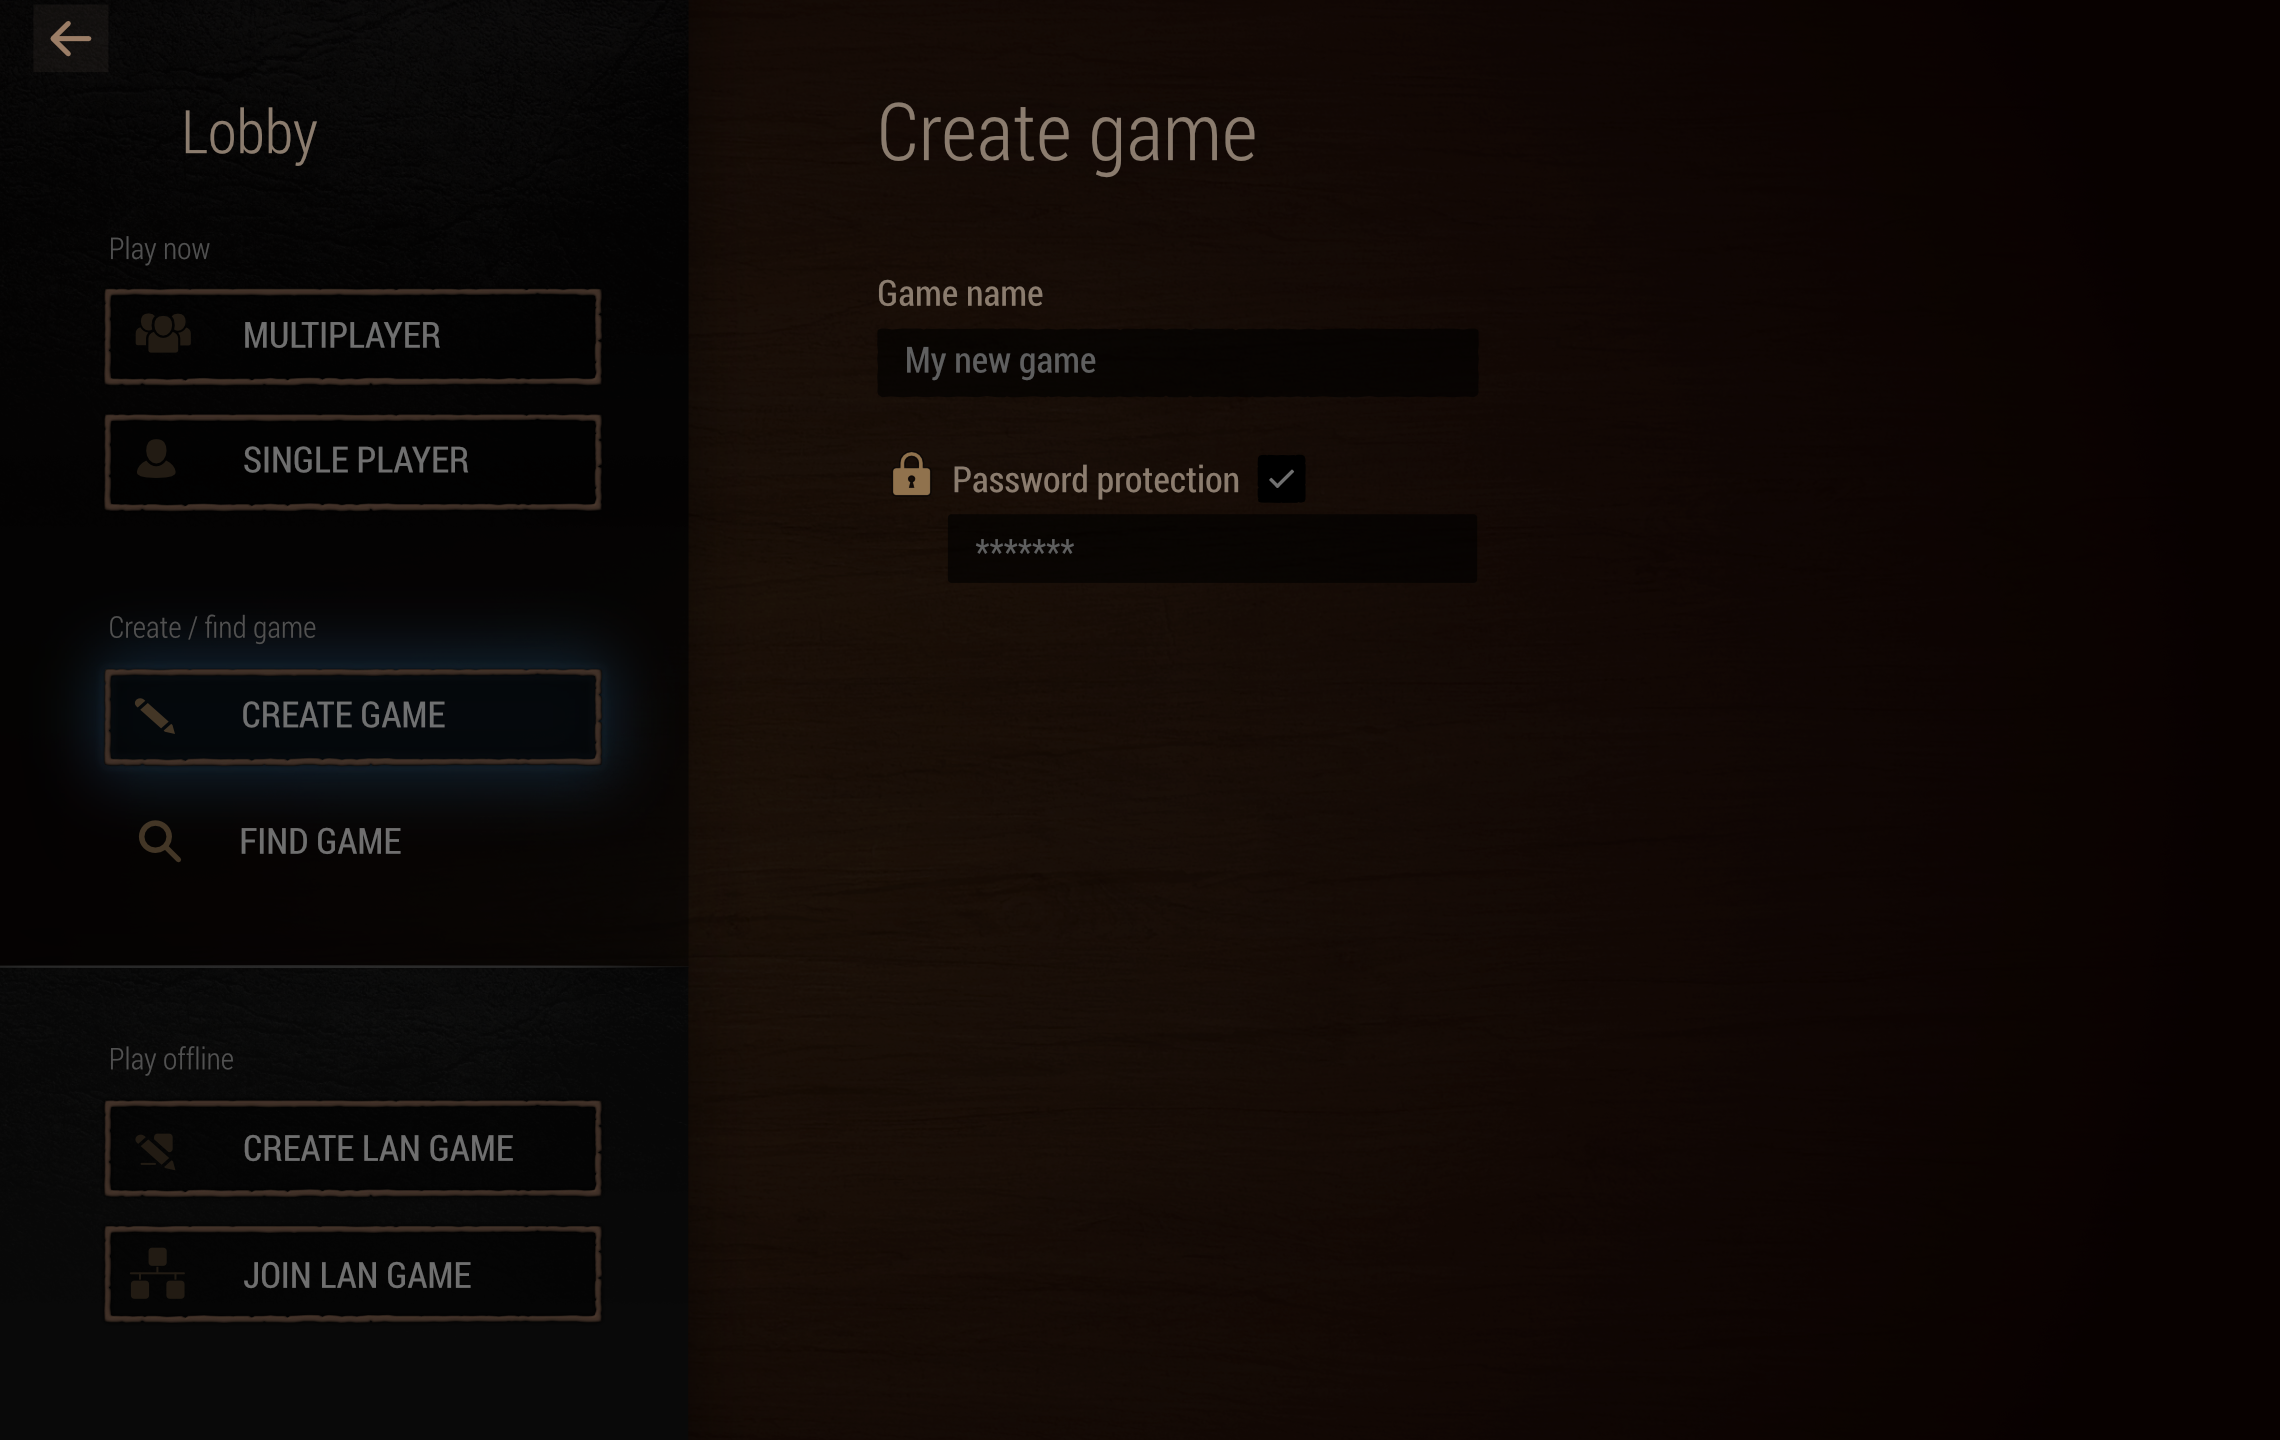 Lobby
Play now
MULTIPLAYER
SINGLE PLAYER
Create / find game
CREATE GAME
FIND GAME
Play offline
CREATE LAN GAME
JOIN LAN GAME
Create game
Game name
My new game
Password protection
*******